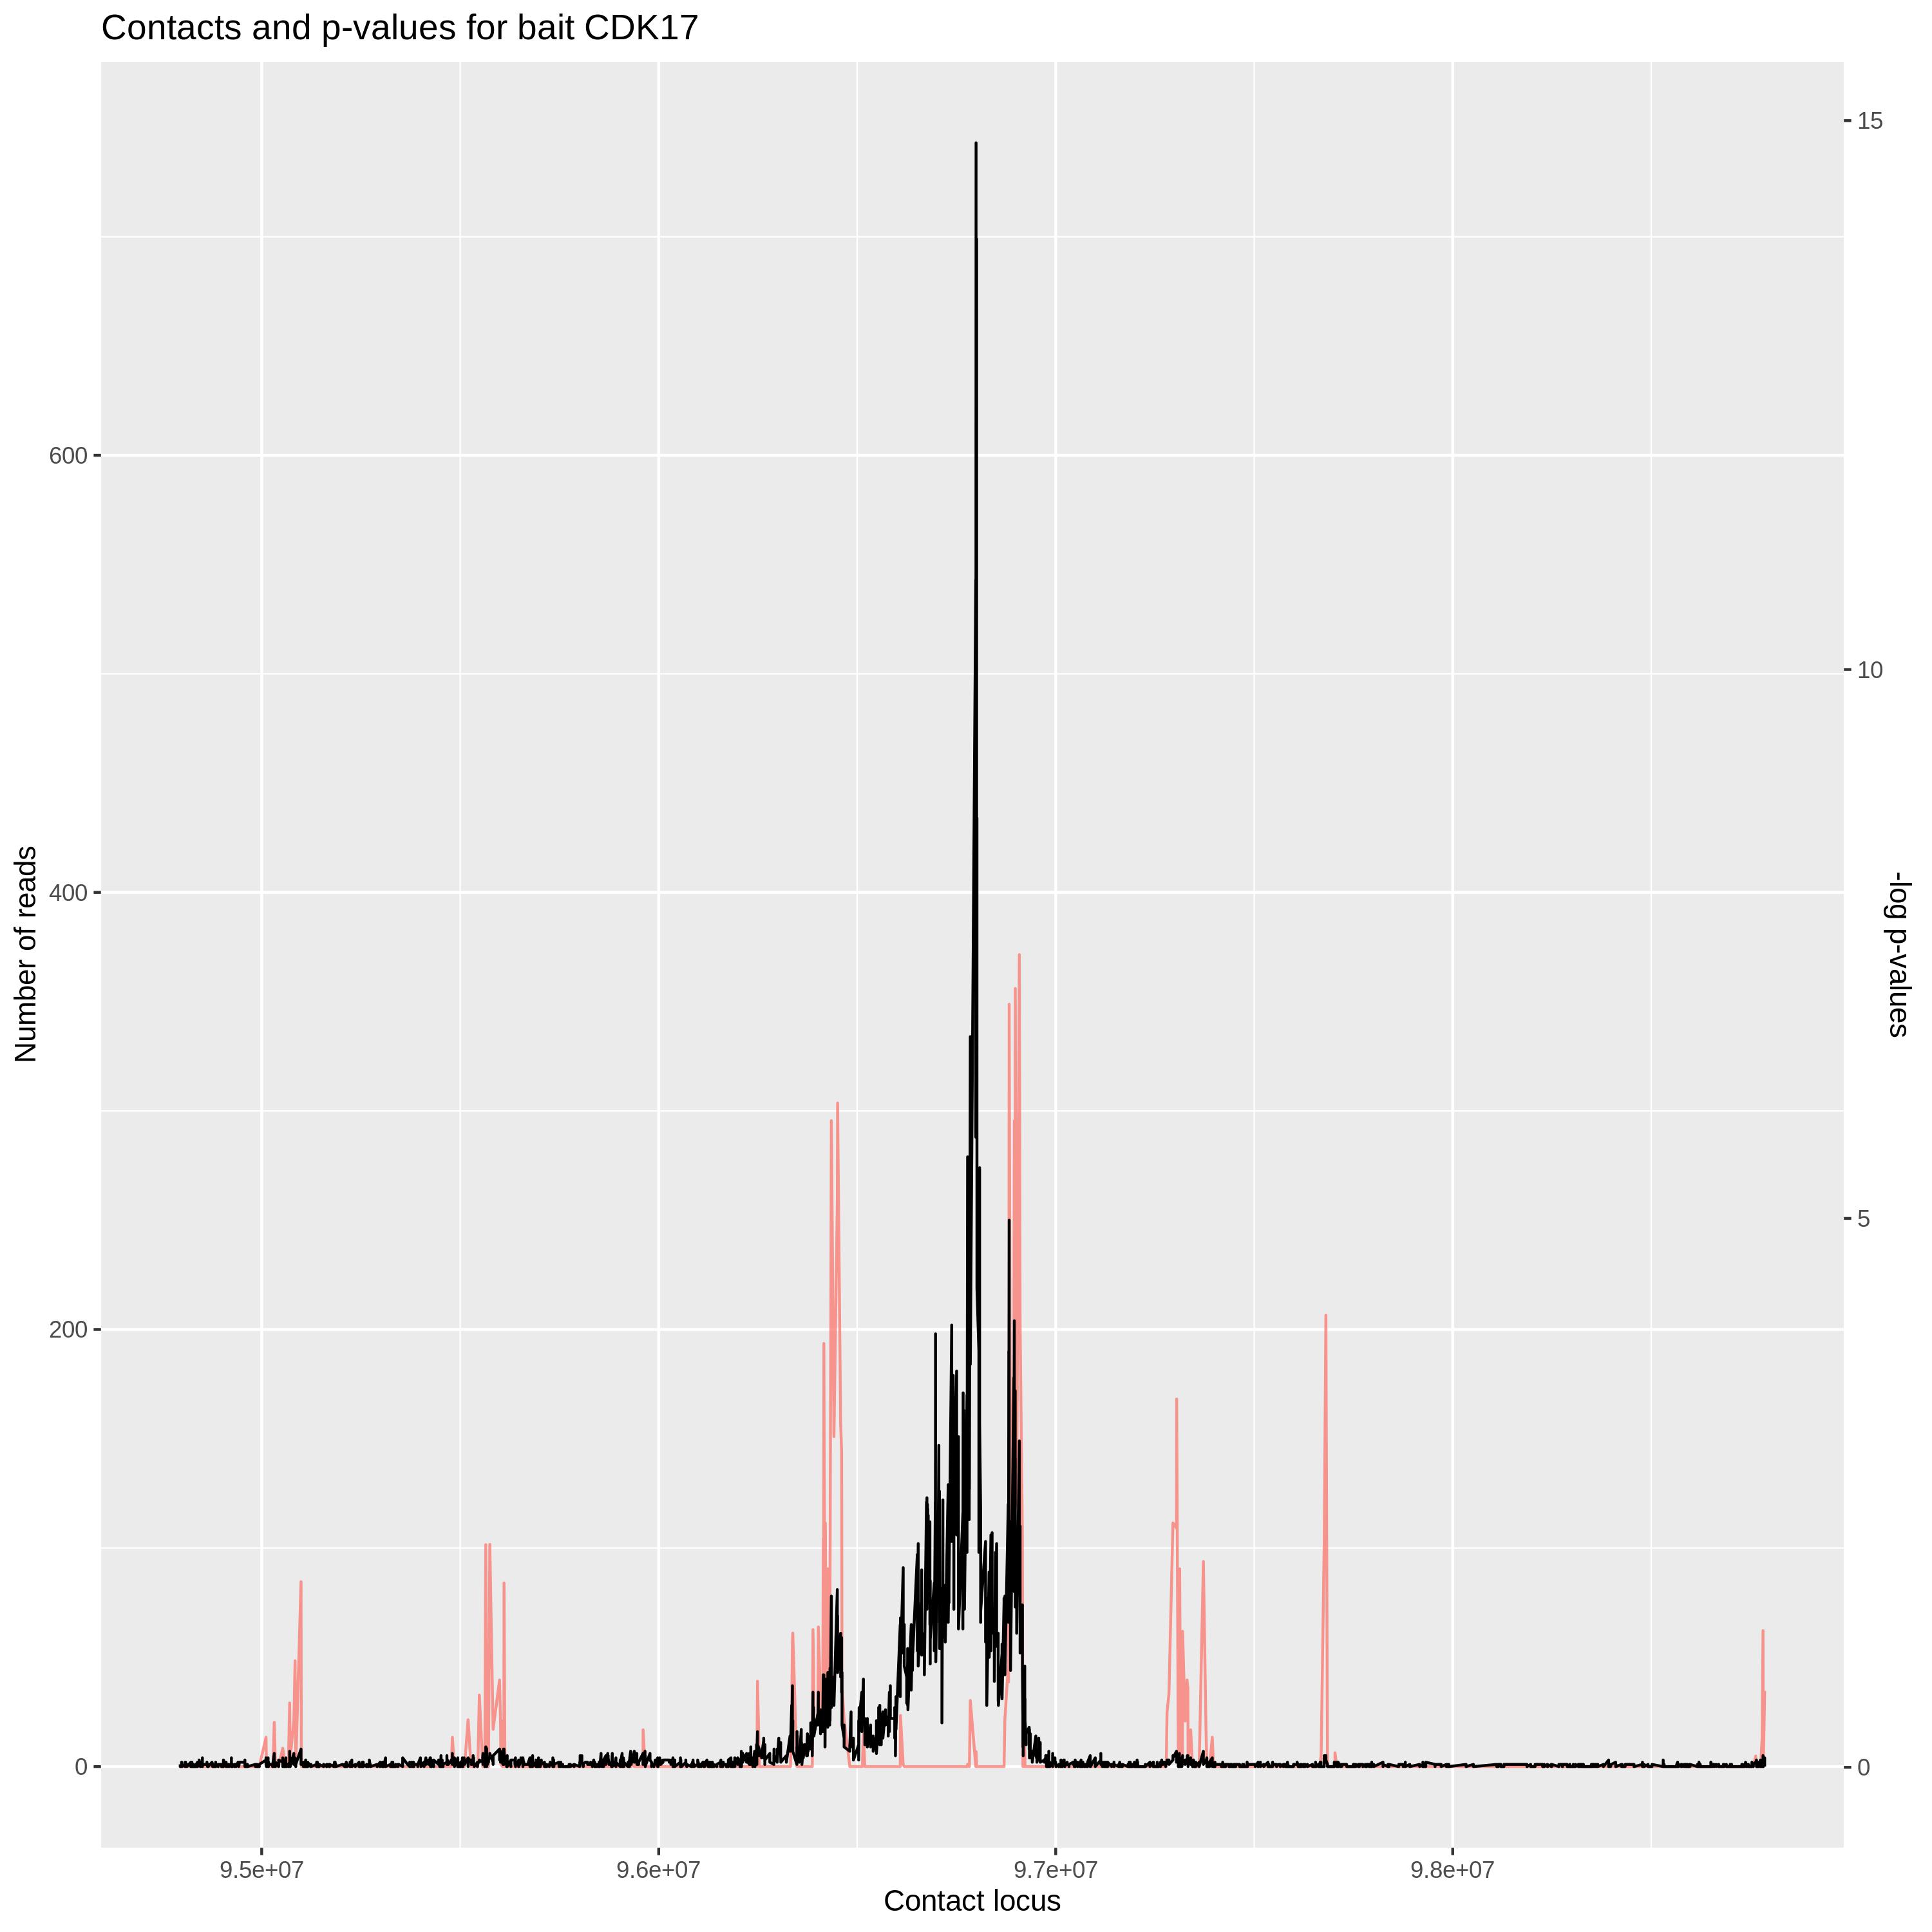 Contacts and p-values for bait CDK17
15
600
10
Number of reads
400
-log p-values
5
200
0
0
9.5e+07
9.6e+07
9.7e+07
9.8e+07
Contact locus